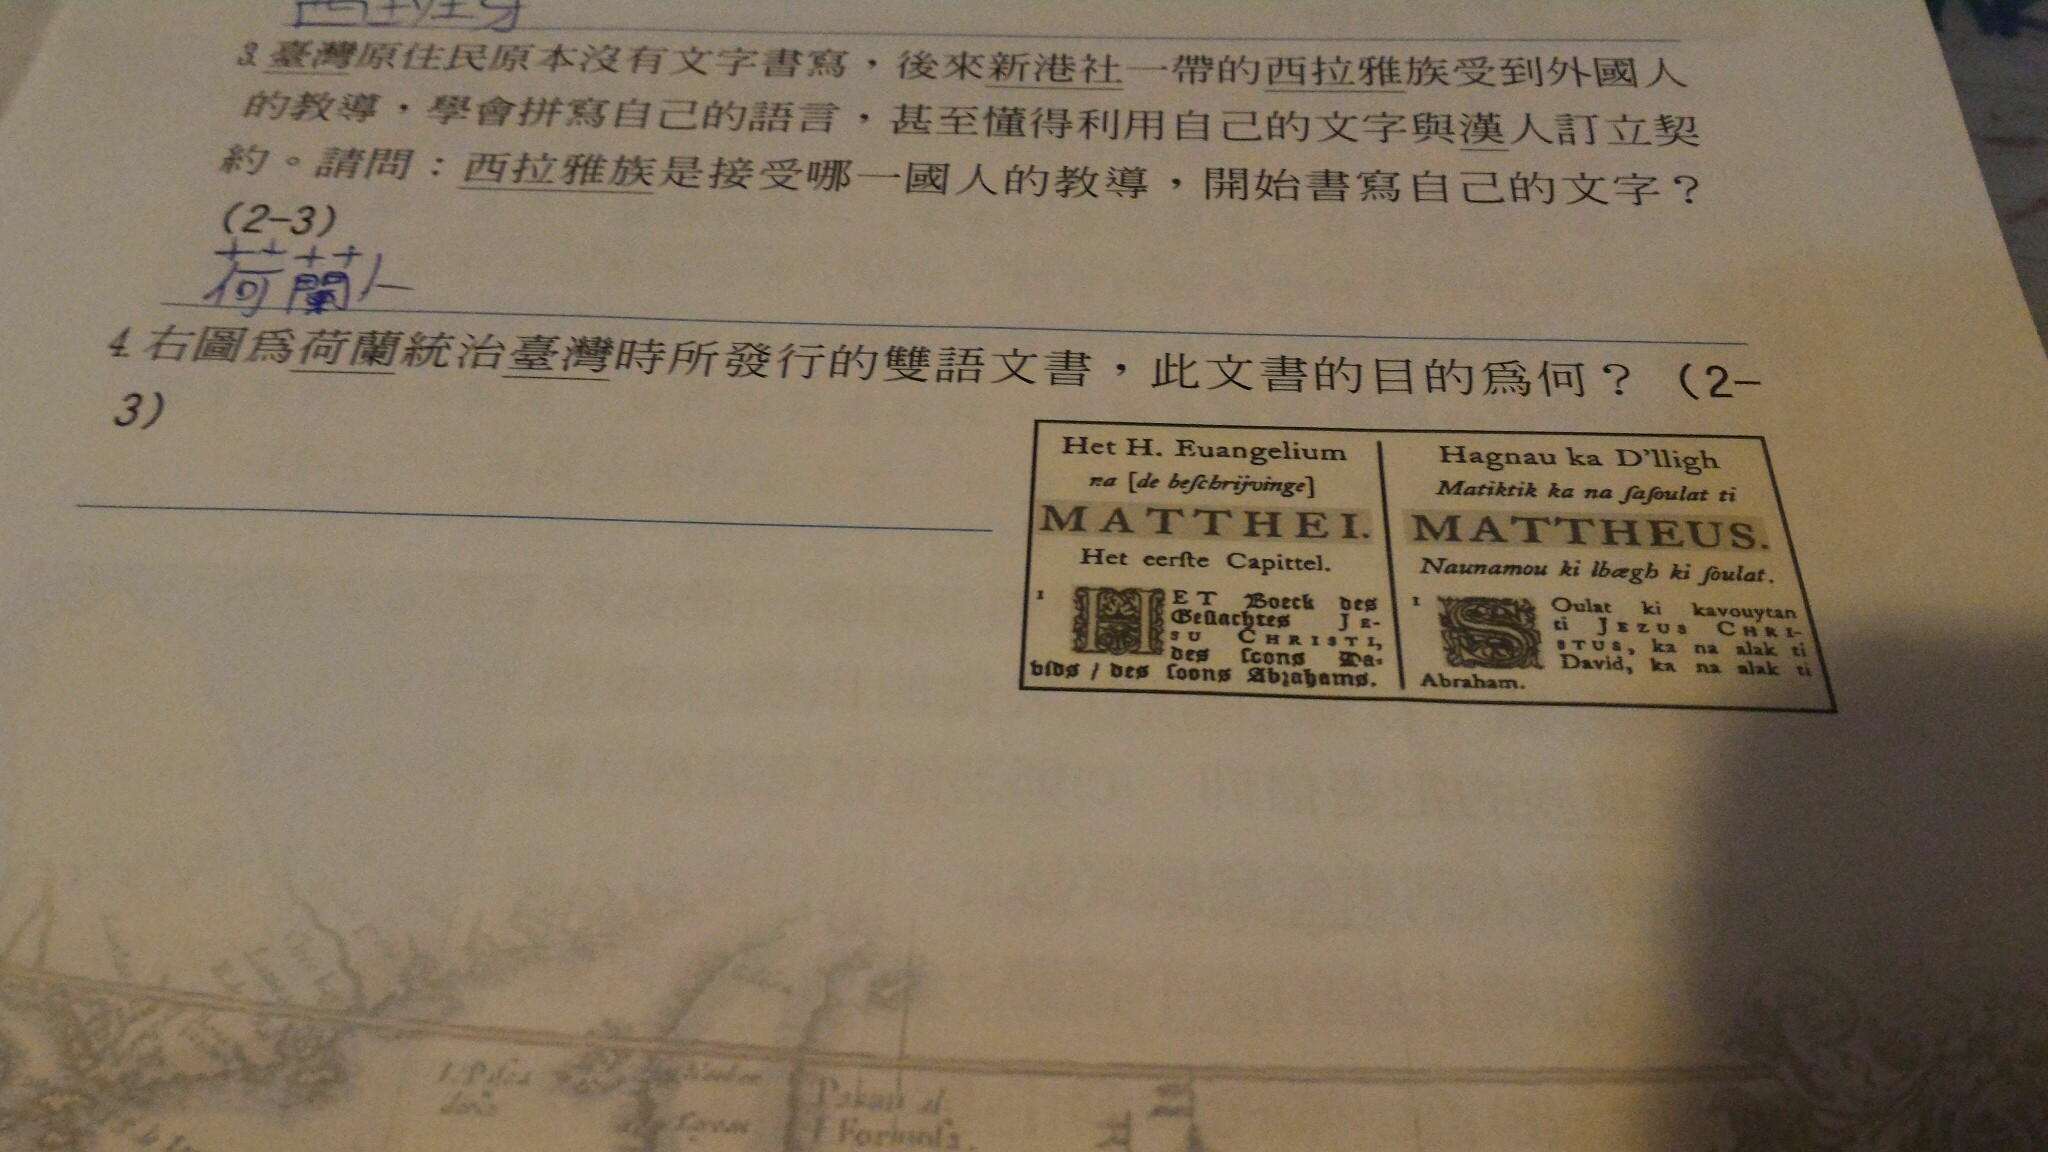 西班牙
3.臺灣原住民原本沒有文字書寫，後來新港社一帶的西拉雅族受到外國人
的教導，學會拼寫自己的語言，甚至懂得利用自己的文字與漢人訂立契
約。請問：西拉雅族是接受哪一國人的教導，開始書寫自己的文字？
(2-3)
荷蘭人
4.右圖爲荷蘭統治臺灣時所發行的雙語文書，此文書的目的爲何？(2-
3)
Het H. Euangelium
na [de beſchrijvinge]
MATTHEI.
Het eerſte Capittel.
1 HET Boeck des
Geſlachtes JE-
SU CHRISTI,
des ſoons Da-
vids / des ſoons Abꝛahams.
Hagnau ka D'lligh
Matiktik ka na ſaſoulat ti
MATTHEUS.
Naunamou ki lbægh ki ſoulat.
1 SOulat ki kavouytan
ti JEZUS CHRI-
STUS, ka na alak ti
David, ka na alak ti
Abraham.